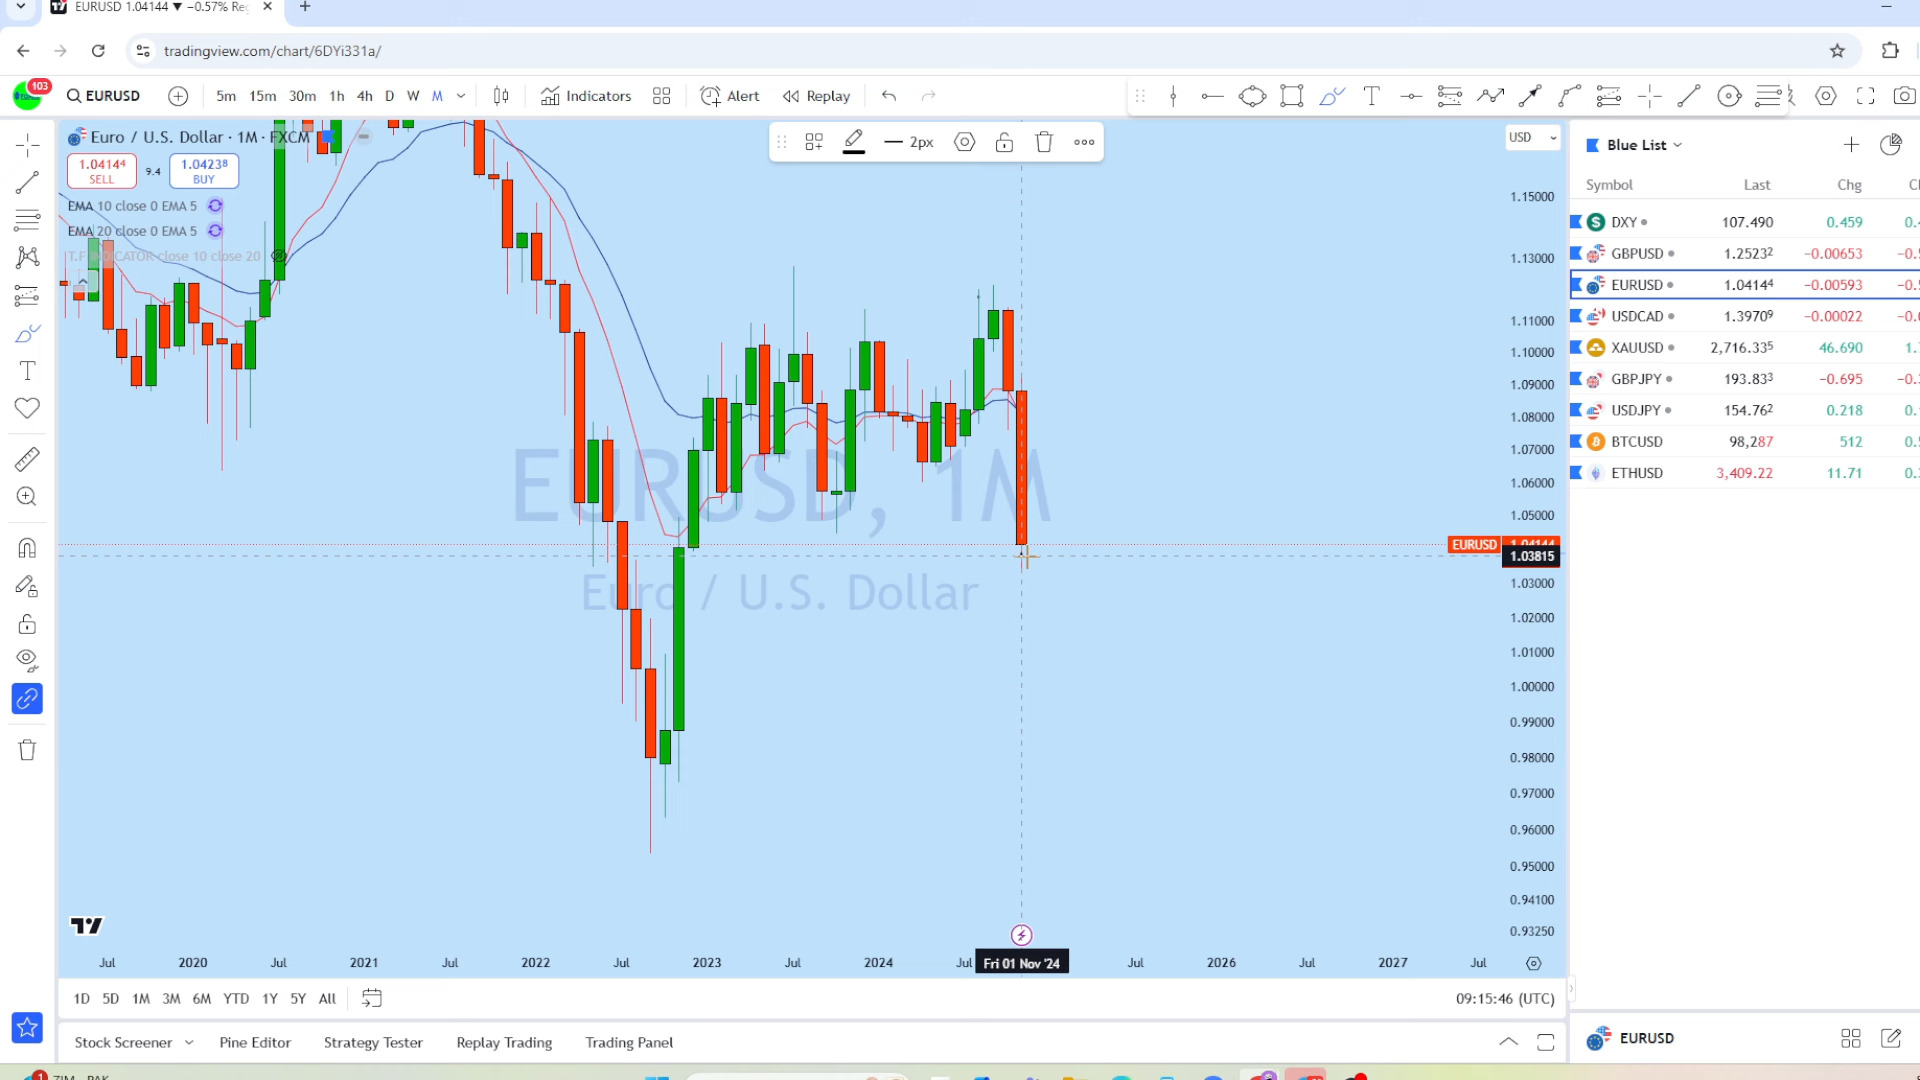 EURUSD 1.04144 ▼ −0.57%
tradingview.com/chart/6DYi331a/
103
EURUSD
5m 15m 30m 1h 4h D W M
Indicators
Alert
Replay
Euro / U.S. Dollar · 1M · FXCM
2px
USD
1.04144
SELL
9.4
1.04238
BUY
EMA 10 close 0 EMA 5
EMA 20 close 0 EMA 5
T.F INDICATOR close 10 close 20
EURUSD, 1M
Euro / U.S. Dollar
1.15000
1.13000
1.11000
1.10000
1.09000
1.08000
1.07000
1.06000
1.05000
EURUSD 1.04144
1.03815
1.03000
1.02000
1.01000
1.00000
0.99000
0.98000
0.97000
0.96000
0.95000
0.94100
0.93250
Jul 2020 Jul 2021 Jul 2022 Jul 2023 Jul 2024 Jul Fri 01 Nov '24 Jul 2026 Jul 2027 Jul
1D 5D 1M 3M 6M YTD 1Y 5Y All
09:15:46 (UTC)
Stock Screener Pine Editor Strategy Tester Replay Trading Trading Panel
Blue List
Symbol Last Chg
DXY 107.490 0.459
GBPUSD 1.25232 −0.00653
EURUSD 1.04144 −0.00593
USDCAD 1.39709 −0.00022
XAUUSD 2,716.335 46.690
GBPJPY 193.833 −0.695
USDJPY 154.762 0.218
BTCUSD 98,287 512
ETHUSD 3,409.22 11.71
EURUSD
1